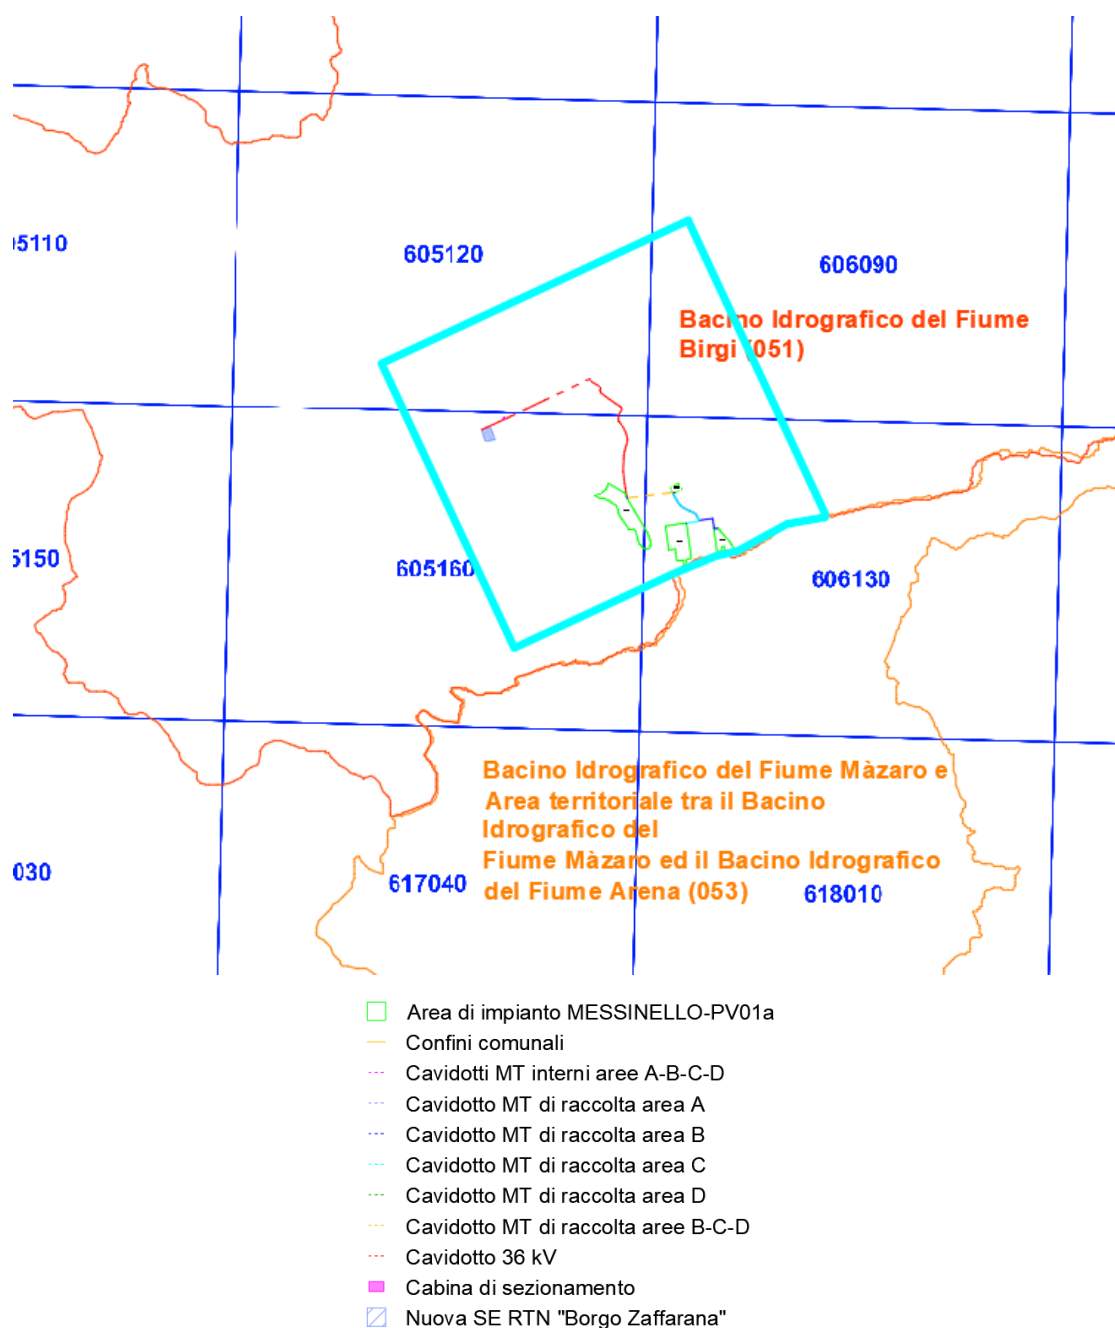 5110
605120
606090
Bacino Idrografico del Fiume
Birgi (051)
5150
605160
606130
Bacino Idrografico del Fiume Màzaro e
Area territoriale tra il Bacino
Idrografico del
Fiume Màzaro ed il Bacino Idrografico
del Fiume Arena (053)
030
617040
618010
Area di impianto MESSINELLO-PV01a
Confini comunali
Cavidotti MT interni aree A-B-C-D
Cavidotto MT di raccolta area A
Cavidotto MT di raccolta area B
Cavidotto MT di raccolta area C
Cavidotto MT di raccolta area D
Cavidotto MT di raccolta aree B-C-D
Cavidotto 36 kV
Cabina di sezionamento
Nuova SE RTN "Borgo Zaffarana"